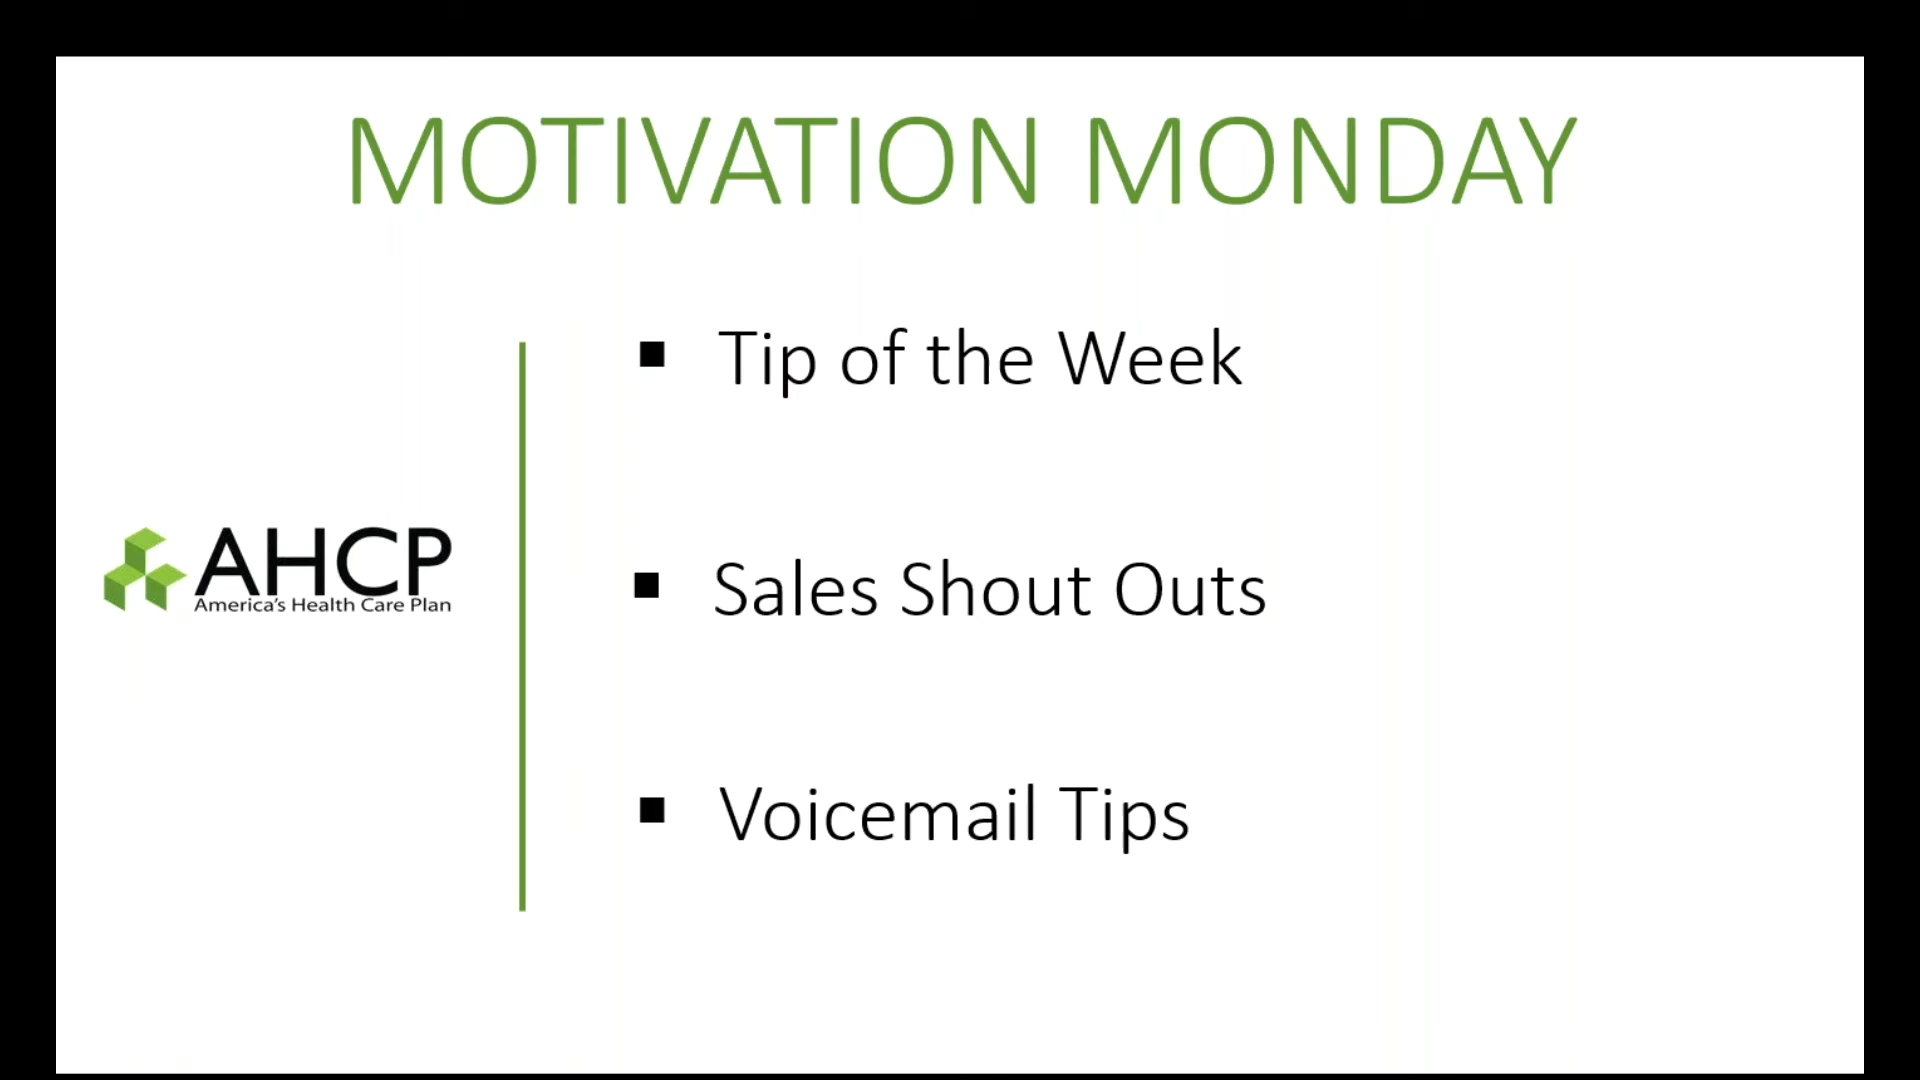 MOTIVATION MONDAY
▪ Tip of the Week
AHCP
America's Health Care Plan
▪ Sales Shout Outs
▪ Voicemail Tips